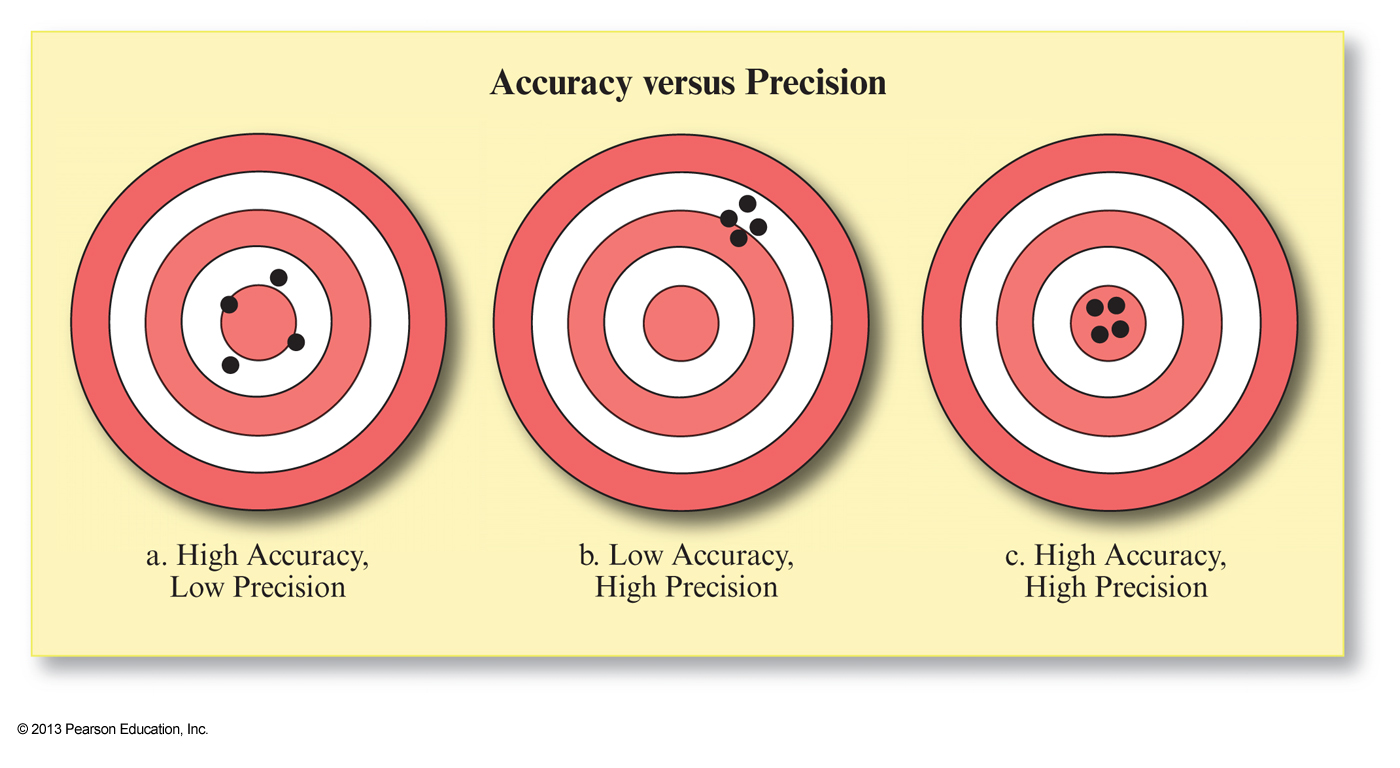 Accuracy versus Precision
a. High Accuracy,
Low Precision
b. Low Accuracy,
High Precision
c. High Accuracy,
High Precision
© 2013 Pearson Education, Inc.